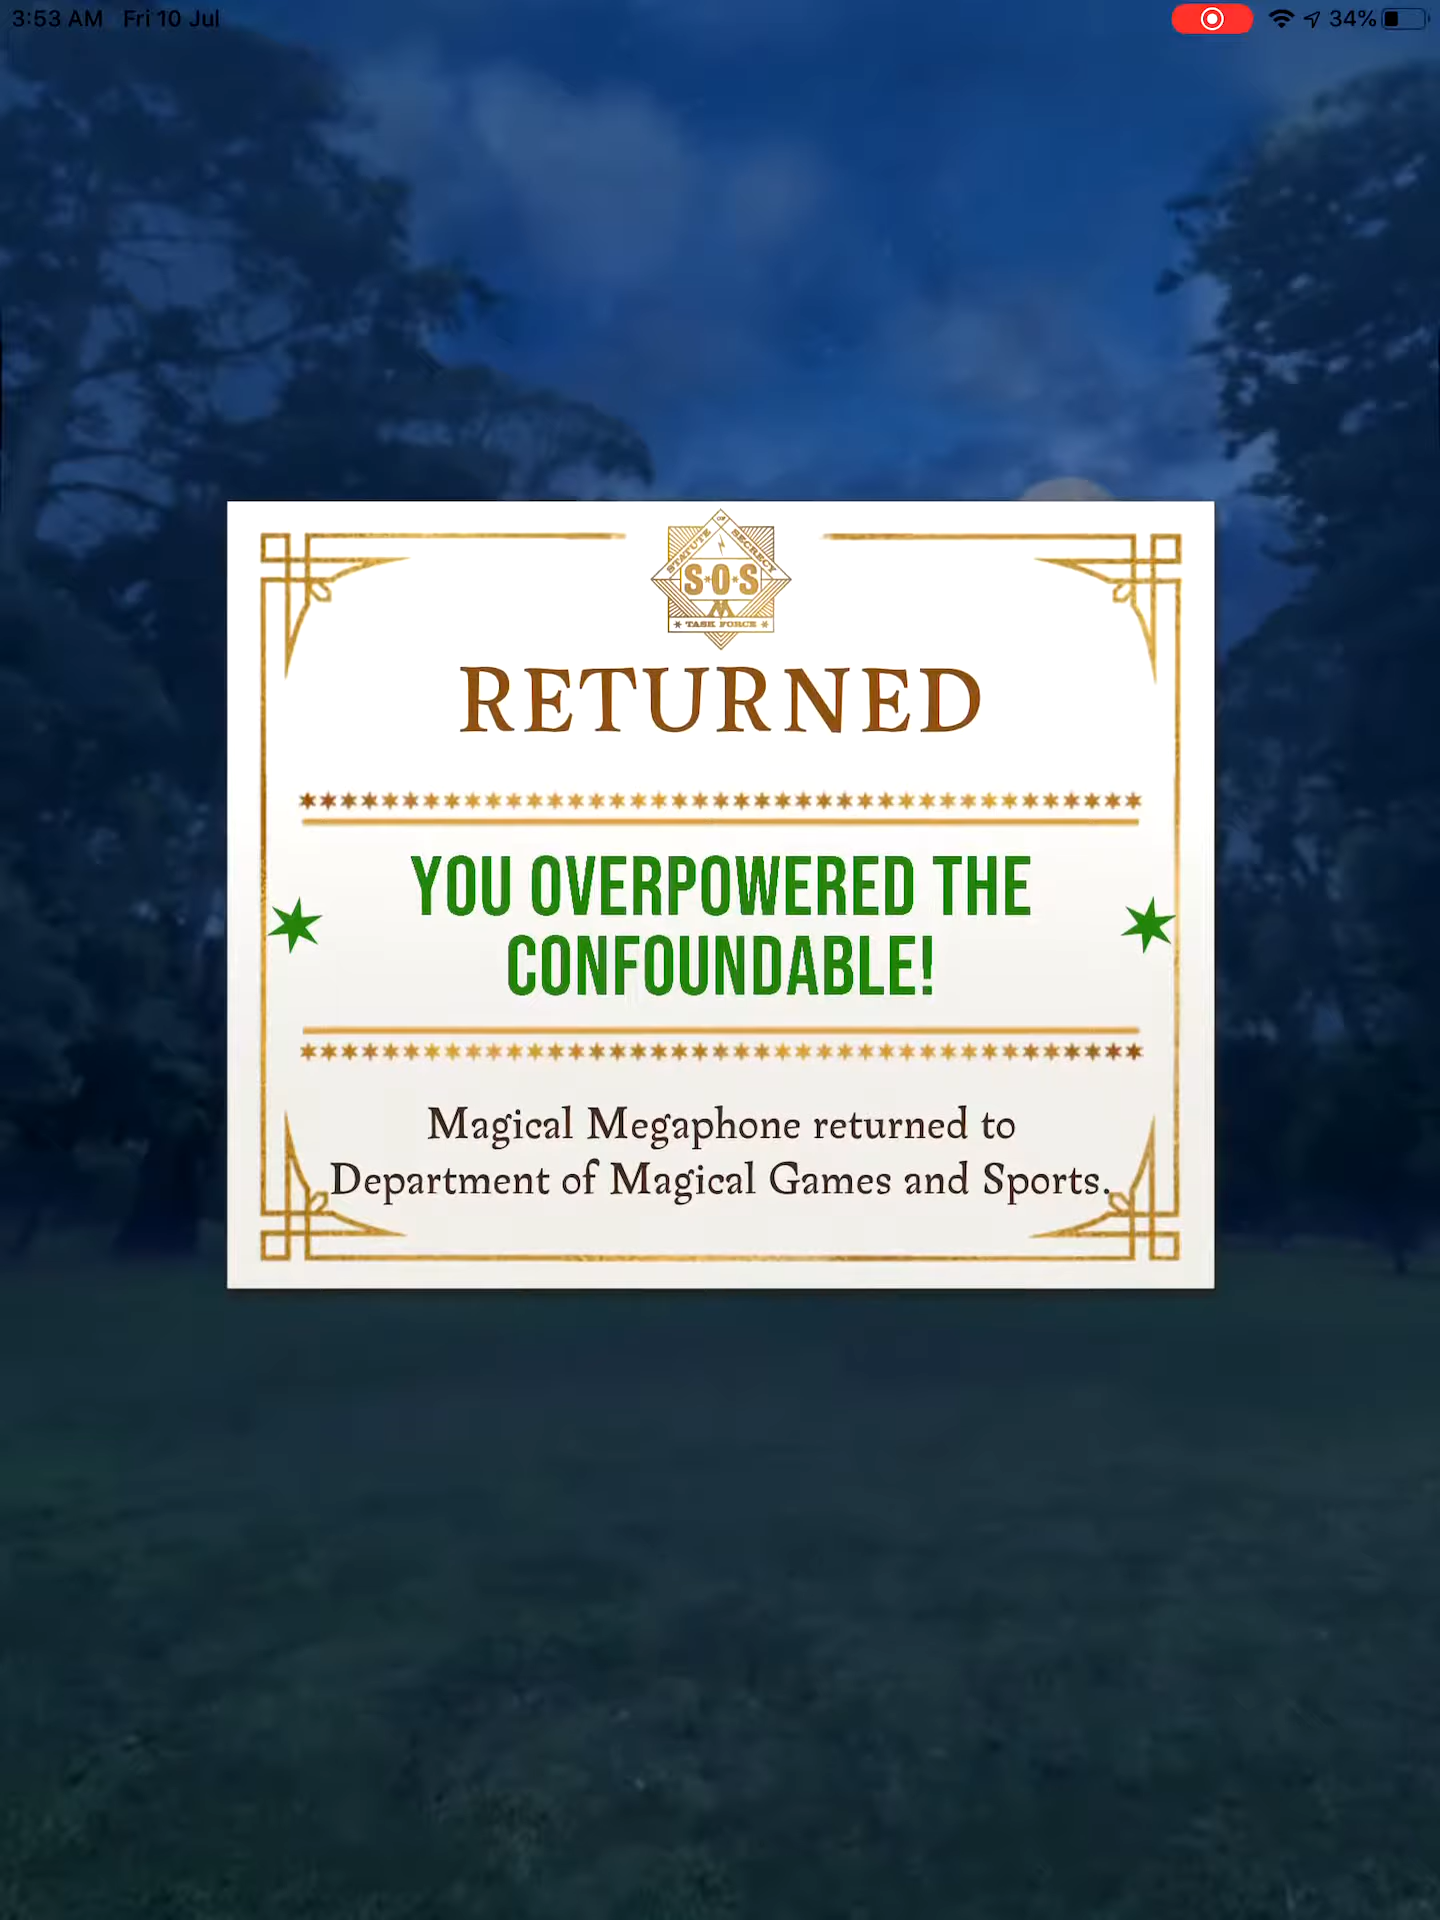 3:53 AM Fri 10 Jul
34%
OF
STATUTE SECRECY
S*O*S
M
* TASK FORCE *
RETURNED
YOU OVERPOWERED THE
CONFOUNDABLE!
Magical Megaphone returned to
Department of Magical Games and Sports.